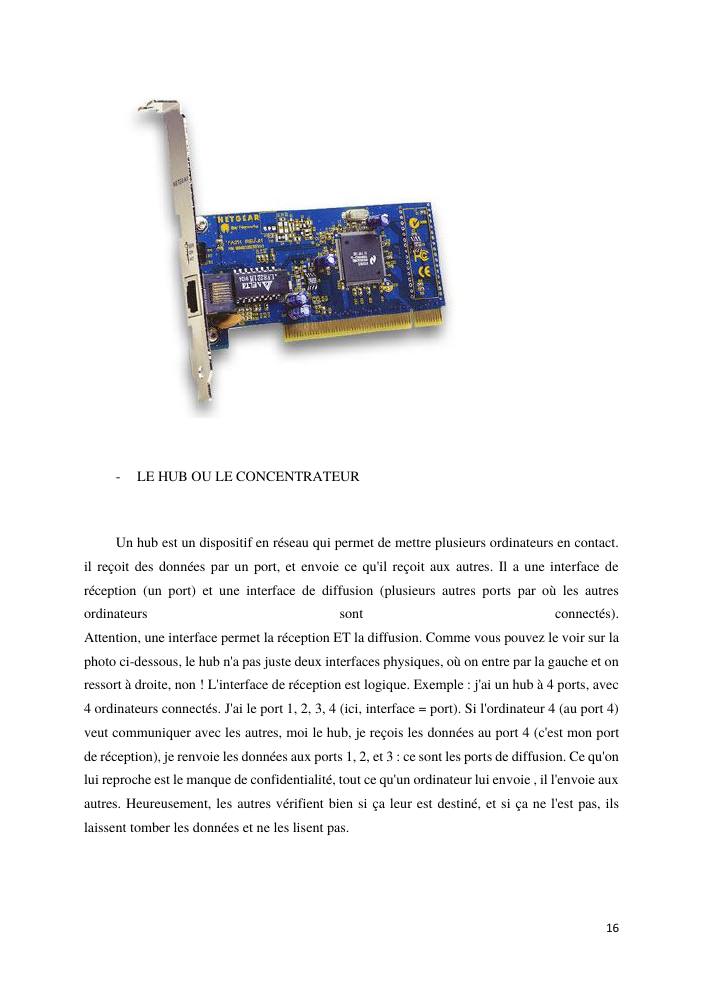 NETGEAR
NETGEAR
Bay Networks
DELTA
LF8221R
- LE HUB OU LE CONCENTRATEUR
Un hub est un dispositif en réseau qui permet de mettre plusieurs ordinateurs en contact.
il reçoit des données par un port, et envoie ce qu'il reçoit aux autres. Il a une interface de
réception (un port) et une interface de diffusion (plusieurs autres ports par où les autres
ordinateurs sont connectés).
Attention, une interface permet la réception ET la diffusion. Comme vous pouvez le voir sur la
photo ci-dessous, le hub n'a pas juste deux interfaces physiques, où on entre par la gauche et on
ressort à droite, non ! L'interface de réception est logique. Exemple : j'ai un hub à 4 ports, avec
4 ordinateurs connectés. J'ai le port 1, 2, 3, 4 (ici, interface = port). Si l'ordinateur 4 (au port 4)
veut communiquer avec les autres, moi le hub, je reçois les données au port 4 (c'est mon port
de réception), je renvoie les données aux ports 1, 2, et 3 : ce sont les ports de diffusion. Ce qu'on
lui reproche est le manque de confidentialité, tout ce qu'un ordinateur lui envoie , il l'envoie aux
autres. Heureusement, les autres vérifient bien si ça leur est destiné, et si ça ne l'est pas, ils
laissent tomber les données et ne les lisent pas.
16